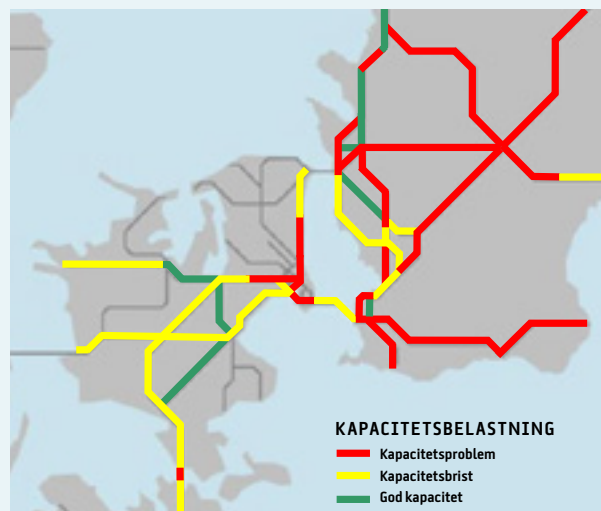 KAPACITETSBELASTNING
Kapacitetsproblem
Kapacitetsbrist
God kapacitet